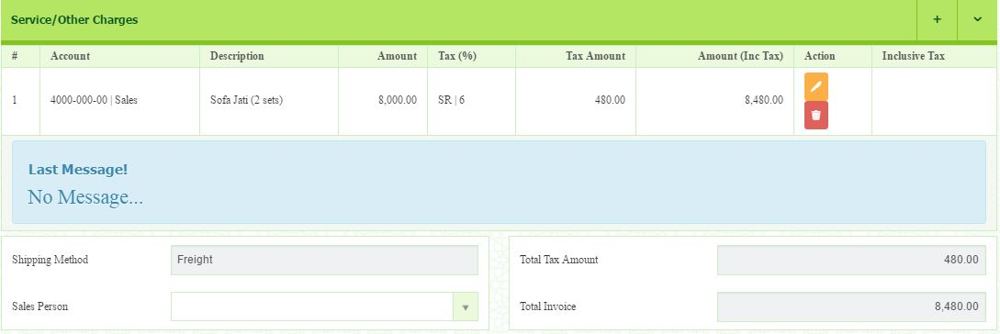 Service/Other Charges +
# Account Description Amount Tax (%) Tax Amount Amount (Inc Tax) Action Inclusive Tax
1 4000-000-00 | Sales Sofa Jati (2 sets) 8,000.00 SR | 6 480.00 8,480.00
Last Message!
No Message...
Shipping Method Freight
Total Tax Amount 480.00
Sales Person
Total Invoice 8,480.00